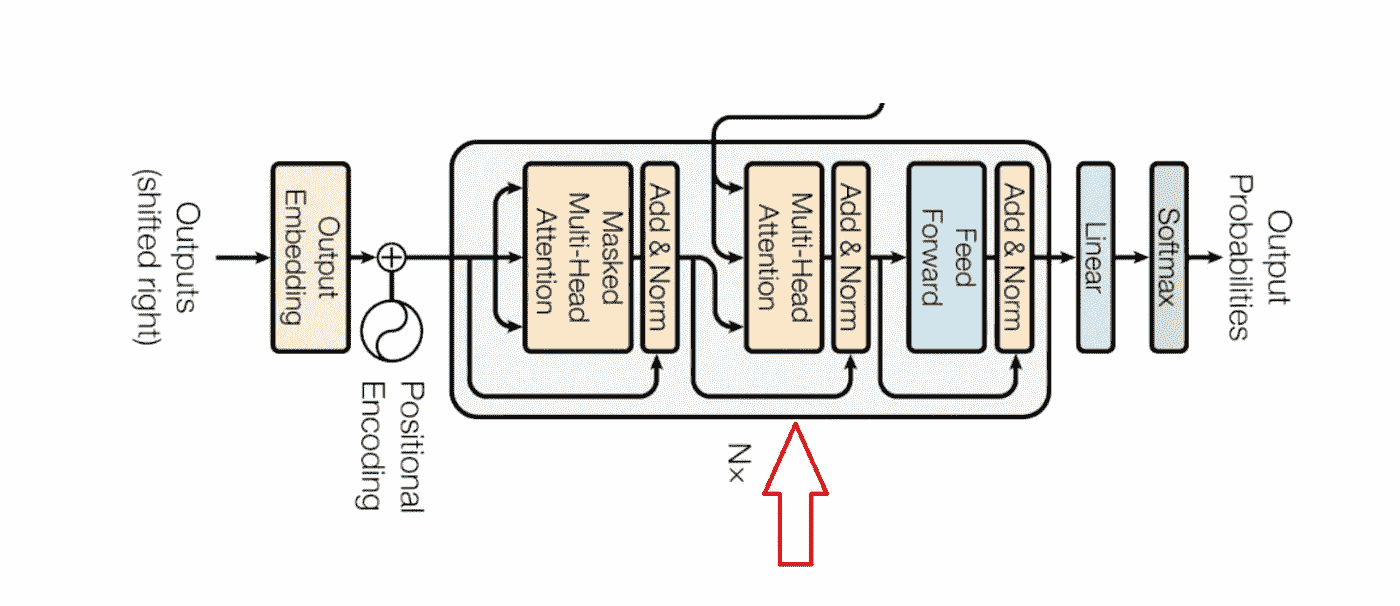 Outputs
(shifted right)
Output
Embedding
Positional
Encoding
Masked
Multi-Head
Attention
Add & Norm
Multi-Head
Attention
Add & Norm
Feed
Forward
Add & Norm
Nx
Linear
Softmax
Output
Probabilities